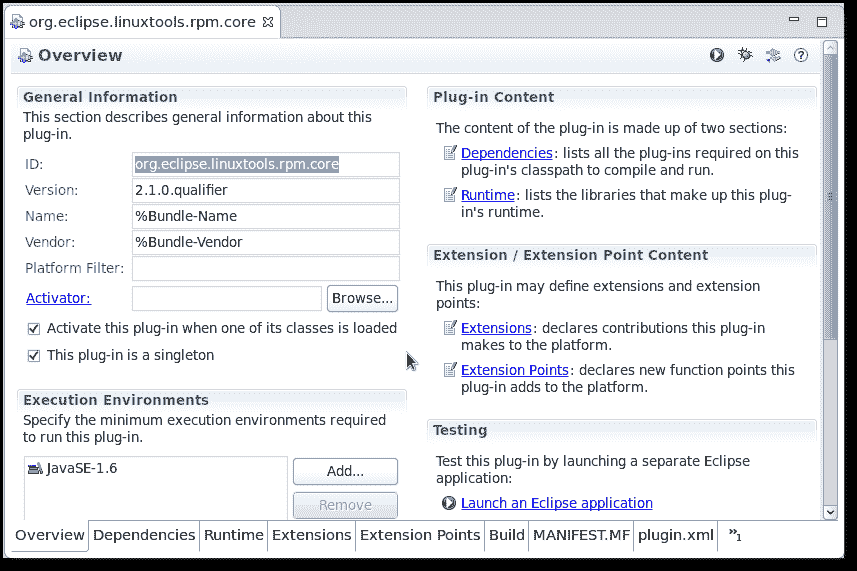 org.eclipse.linuxtools.rpm.core
Overview
General Information
This section describes general information about this
plug-in.
ID: org.eclipse.linuxtools.rpm.core
Version: 2.1.0.qualifier
Name: %Bundle-Name
Vendor: %Bundle-Vendor
Platform Filter:
Activator: Browse...
Activate this plug-in when one of its classes is loaded
This plug-in is a singleton
Execution Environments
Specify the minimum execution environments required
to run this plug-in.
JavaSE-1.6
Add...
Remove
Plug-in Content
The content of the plug-in is made up of two sections:
Dependencies: lists all the plug-ins required on this
plug-in's classpath to compile and run.
Runtime: lists the libraries that make up this plug-
in's runtime.
Extension / Extension Point Content
This plug-in may define extensions and extension
points:
Extensions: declares contributions this plug-in
makes to the platform.
Extension Points: declares new function points this
plug-in adds to the platform.
Testing
Test this plug-in by launching a separate Eclipse
application:
Launch an Eclipse application
Overview Dependencies Runtime Extensions Extension Points Build MANIFEST.MF plugin.xml »1